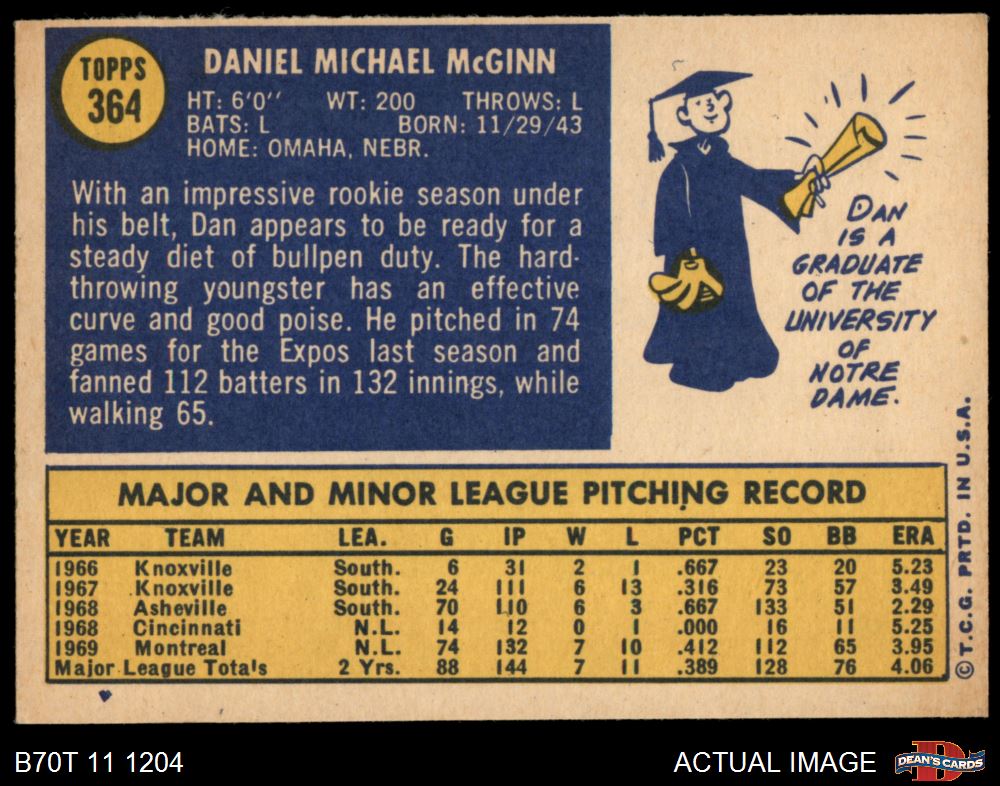 TOPPS
364
DANIEL MICHAEL McGINN
HT: 6'0'' WT: 200 THROWS: L
BATS: L BORN: 11/29/43
HOME: OMAHA, NEBR.
With an impressive rookie season under
his belt, Dan appears to be ready for a
steady diet of bullpen duty. The hard-
throwing youngster has an effective
curve and good poise. He pitched in 74
games for the Expos last season and
fanned 112 batters in 132 innings, while
walking 65.
DAN
IS A
GRADUATE
OF THE
UNIVERSITY
OF
NOTRE
DAME.
MAJOR AND MINOR LEAGUE PITCHING RECORD
YEAR TEAM LEA. G IP W L PCT SO BB ERA
1966 Knoxville South. 6 31 2 1 .667 23 20 5.23
1967 Knoxville South. 24 111 6 13 .316 73 57 3.49
1968 Asheville South. 70 110 6 3 .667 133 51 2.29
1968 Cincinnati N.L. 14 12 0 1 .000 16 11 5.25
1969 Montreal N.L. 74 132 7 10 .412 112 65 3.95
Major League Totals 2 Yrs. 88 144 7 11 .389 128 76 4.06
© T.C.G. PRTD. IN U.S.A.
B70T 11 1204
ACTUAL IMAGE
D
DEAN'S CARDS